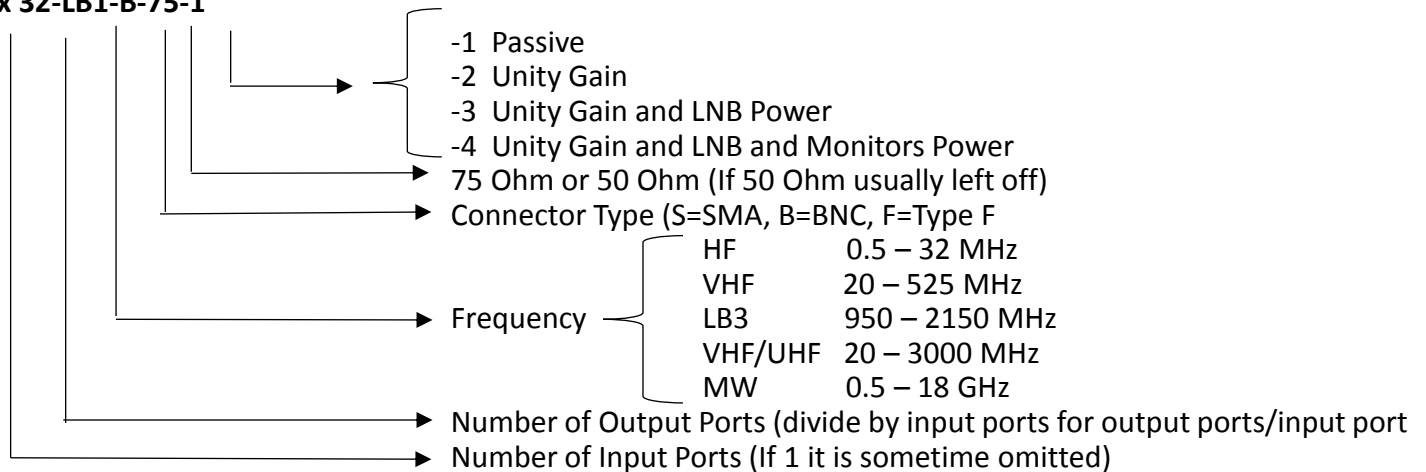 x 32-LB1-B-75-1
-1 Passive
-2 Unity Gain
-3 Unity Gain and LNB Power
-4 Unity Gain and LNB and Monitors Power
75 Ohm or 50 Ohm (If 50 Ohm usually left off)
Connector Type (S=SMA, B=BNC, F=Type F
HF 0.5 – 32 MHz
VHF 20 – 525 MHz
Frequency LB3 950 – 2150 MHz
VHF/UHF 20 – 3000 MHz
MW 0.5 – 18 GHz
Number of Output Ports (divide by input ports for output ports/input port
Number of Input Ports (If 1 it is sometime omitted)